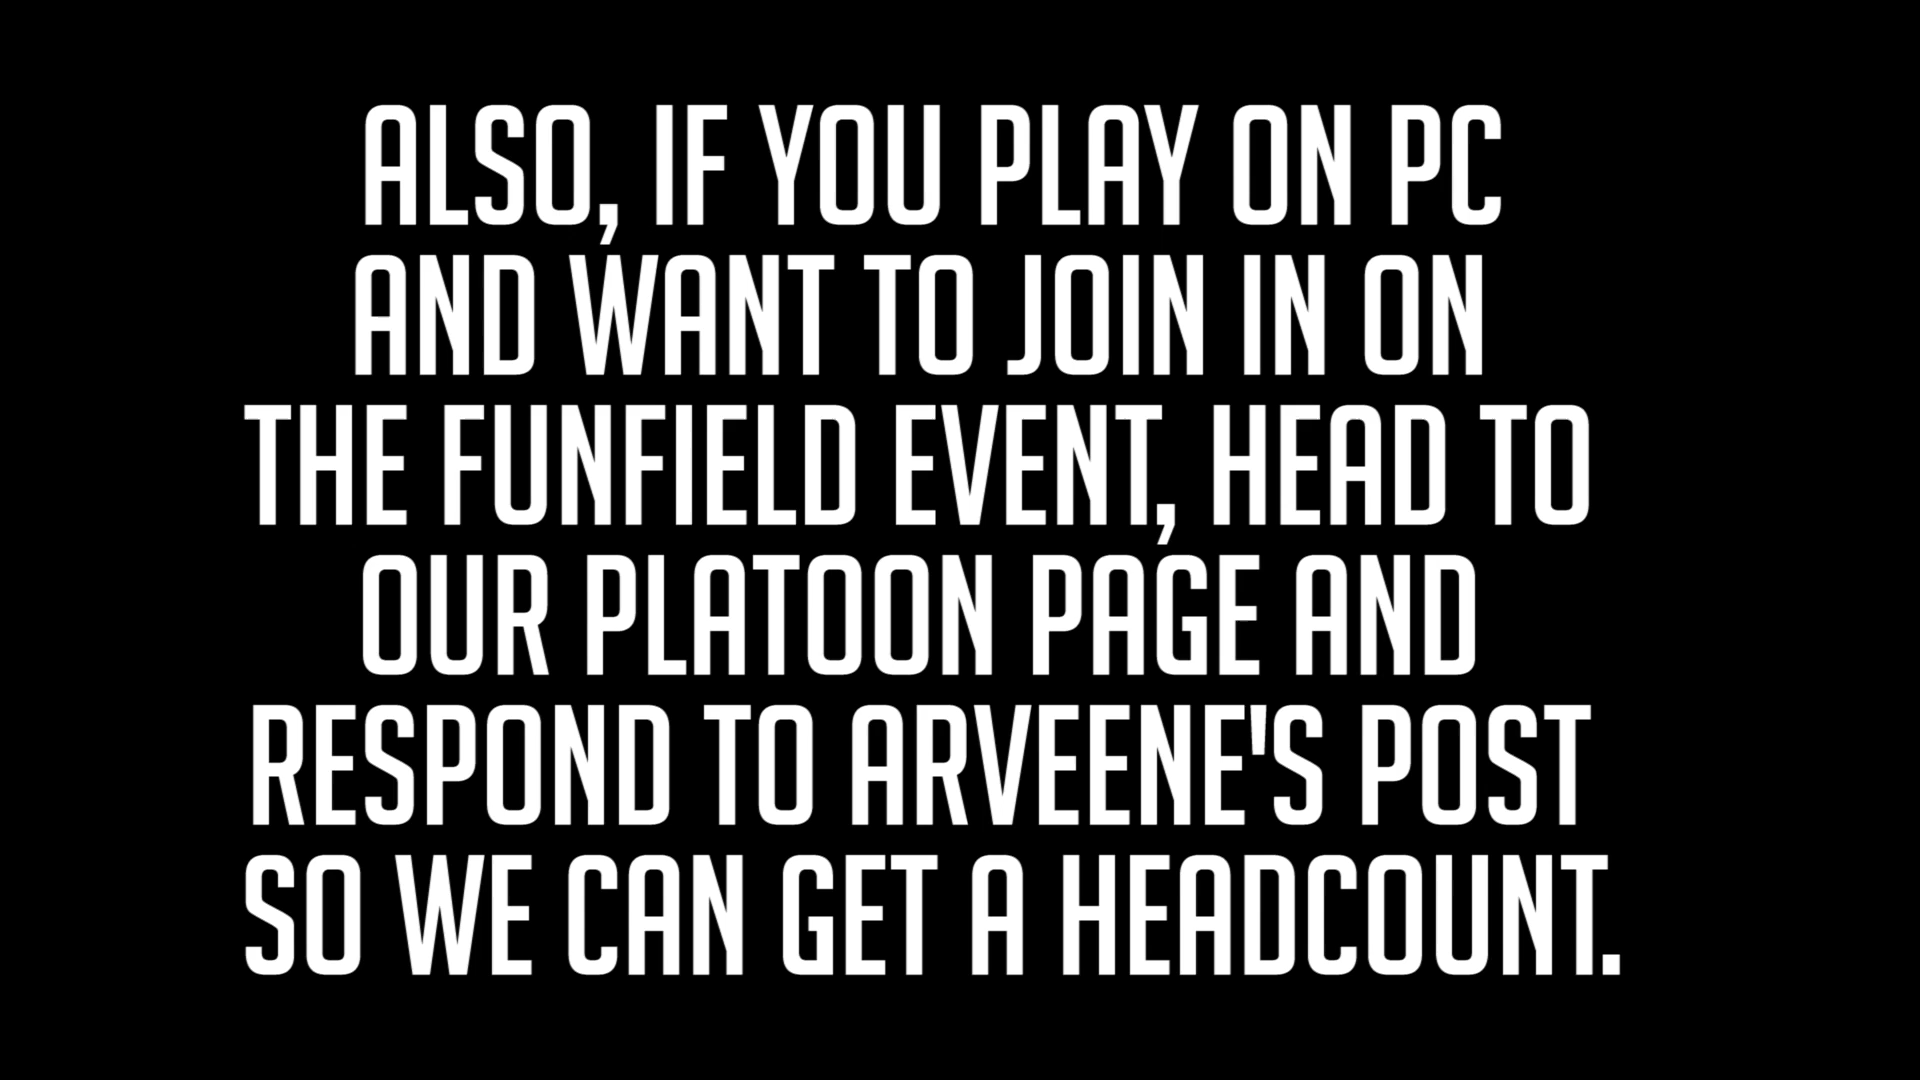 ALSO, IF YOU PLAY ON PC
AND WANT TO JOIN IN ON
THE FUNFIELD EVENT, HEAD TO
OUR PLATOON PAGE AND
RESPOND TO ARVEENE'S POST
SO WE CAN GET A HEADCOUNT.